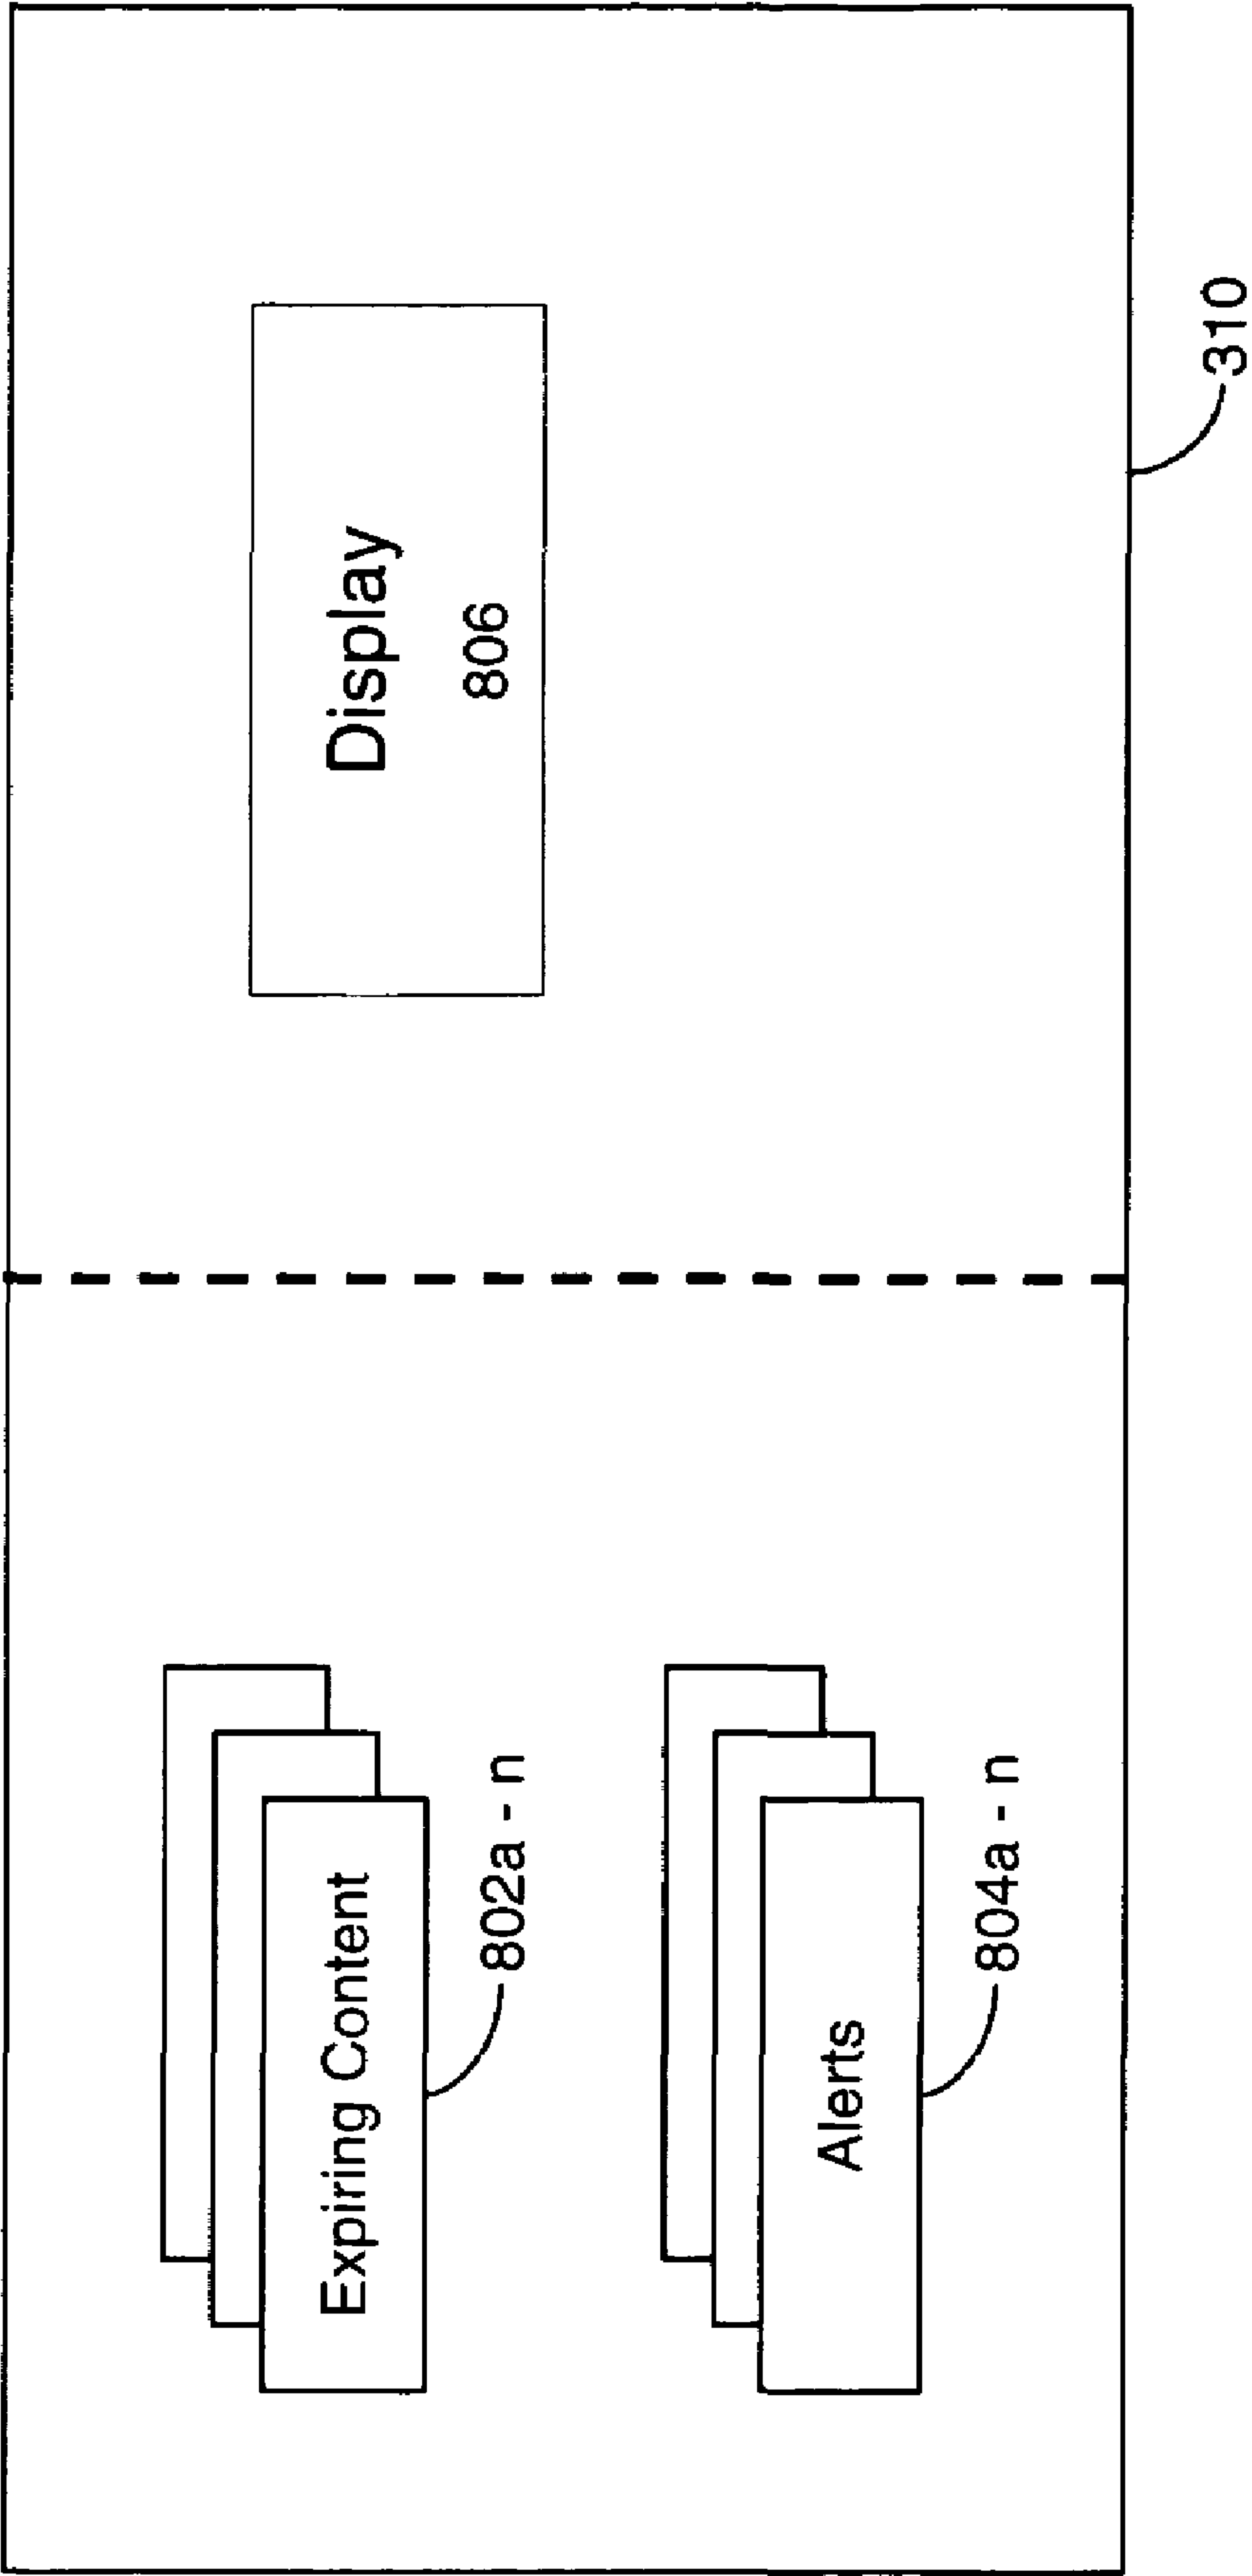 Expiring Content
802a - n
Alerts
804a - n
Display
806
310